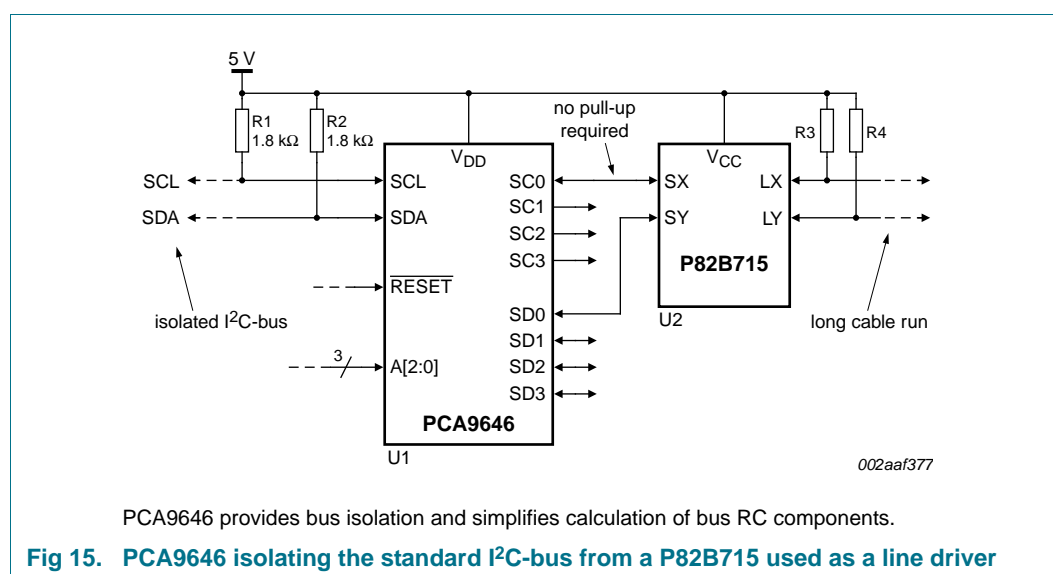 5 V
R1
1.8 kΩ
R2
1.8 kΩ
no pull-up
required
R3
R4
VDD
VCC
SCL
SCL
SC0
SX
LX
SDA
SDA
SC1
SY
LY
SC2
SC3
P82B715
RESET
isolated I2C-bus
SD0
U2
long cable run
SD1
3
A[2:0]
SD2
SD3
PCA9646
U1
002aaf377
PCA9646 provides bus isolation and simplifies calculation of bus RC components.
Fig 15. PCA9646 isolating the standard I2C-bus from a P82B715 used as a line driver